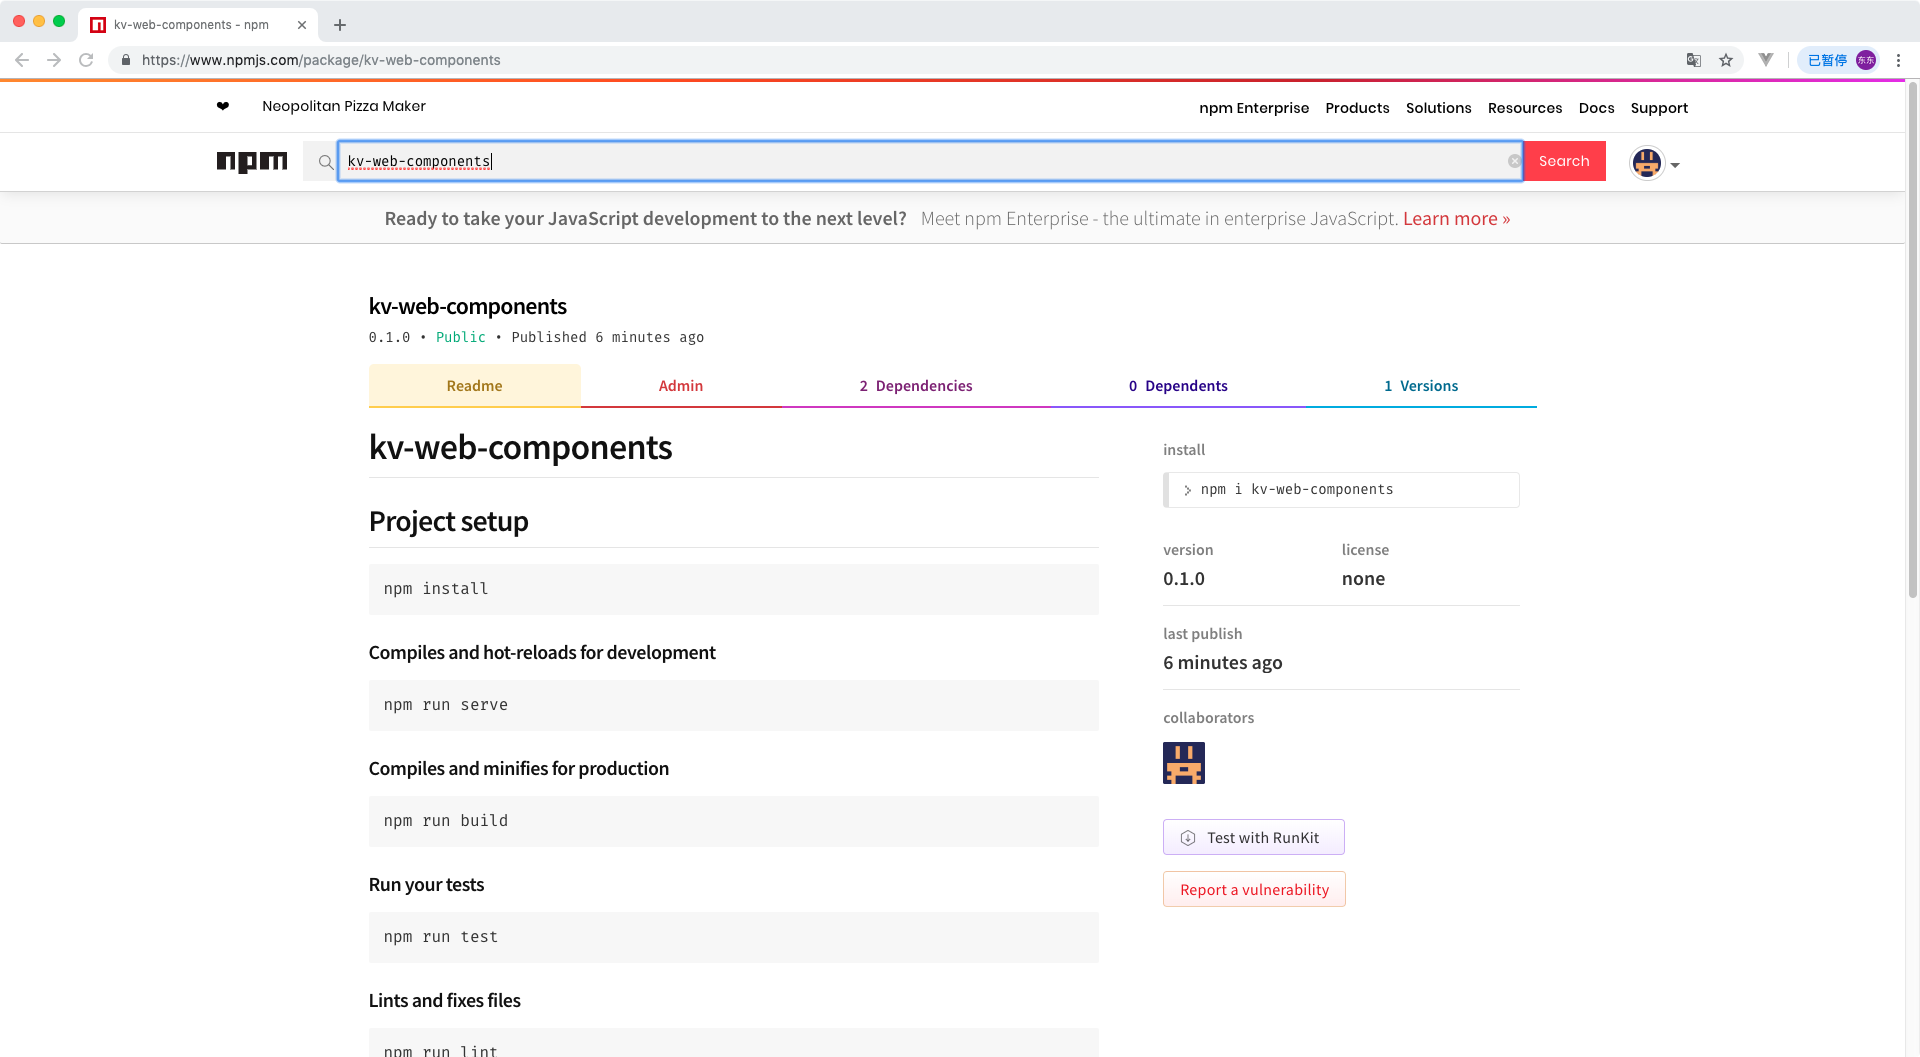 kv-web-components - npm
https://www.npmjs.com/package/kv-web-components
已暂停 东东
❤ Neopolitan Pizza Maker
npm Enterprise Products Solutions Resources Docs Support
npm
kv-web-components
Search
Ready to take your JavaScript development to the next level? Meet npm Enterprise - the ultimate in enterprise JavaScript. Learn more »
kv-web-components
0.1.0 • Public • Published 6 minutes ago
Readme
Admin
2 Dependencies
0 Dependents
1 Versions
kv-web-components
Project setup
npm install
Compiles and hot-reloads for development
npm run serve
Compiles and minifies for production
npm run build
Run your tests
npm run test
Lints and fixes files
npm run lint
install
npm i kv-web-components
version license
0.1.0 none
last publish
6 minutes ago
collaborators
Test with RunKit
Report a vulnerability